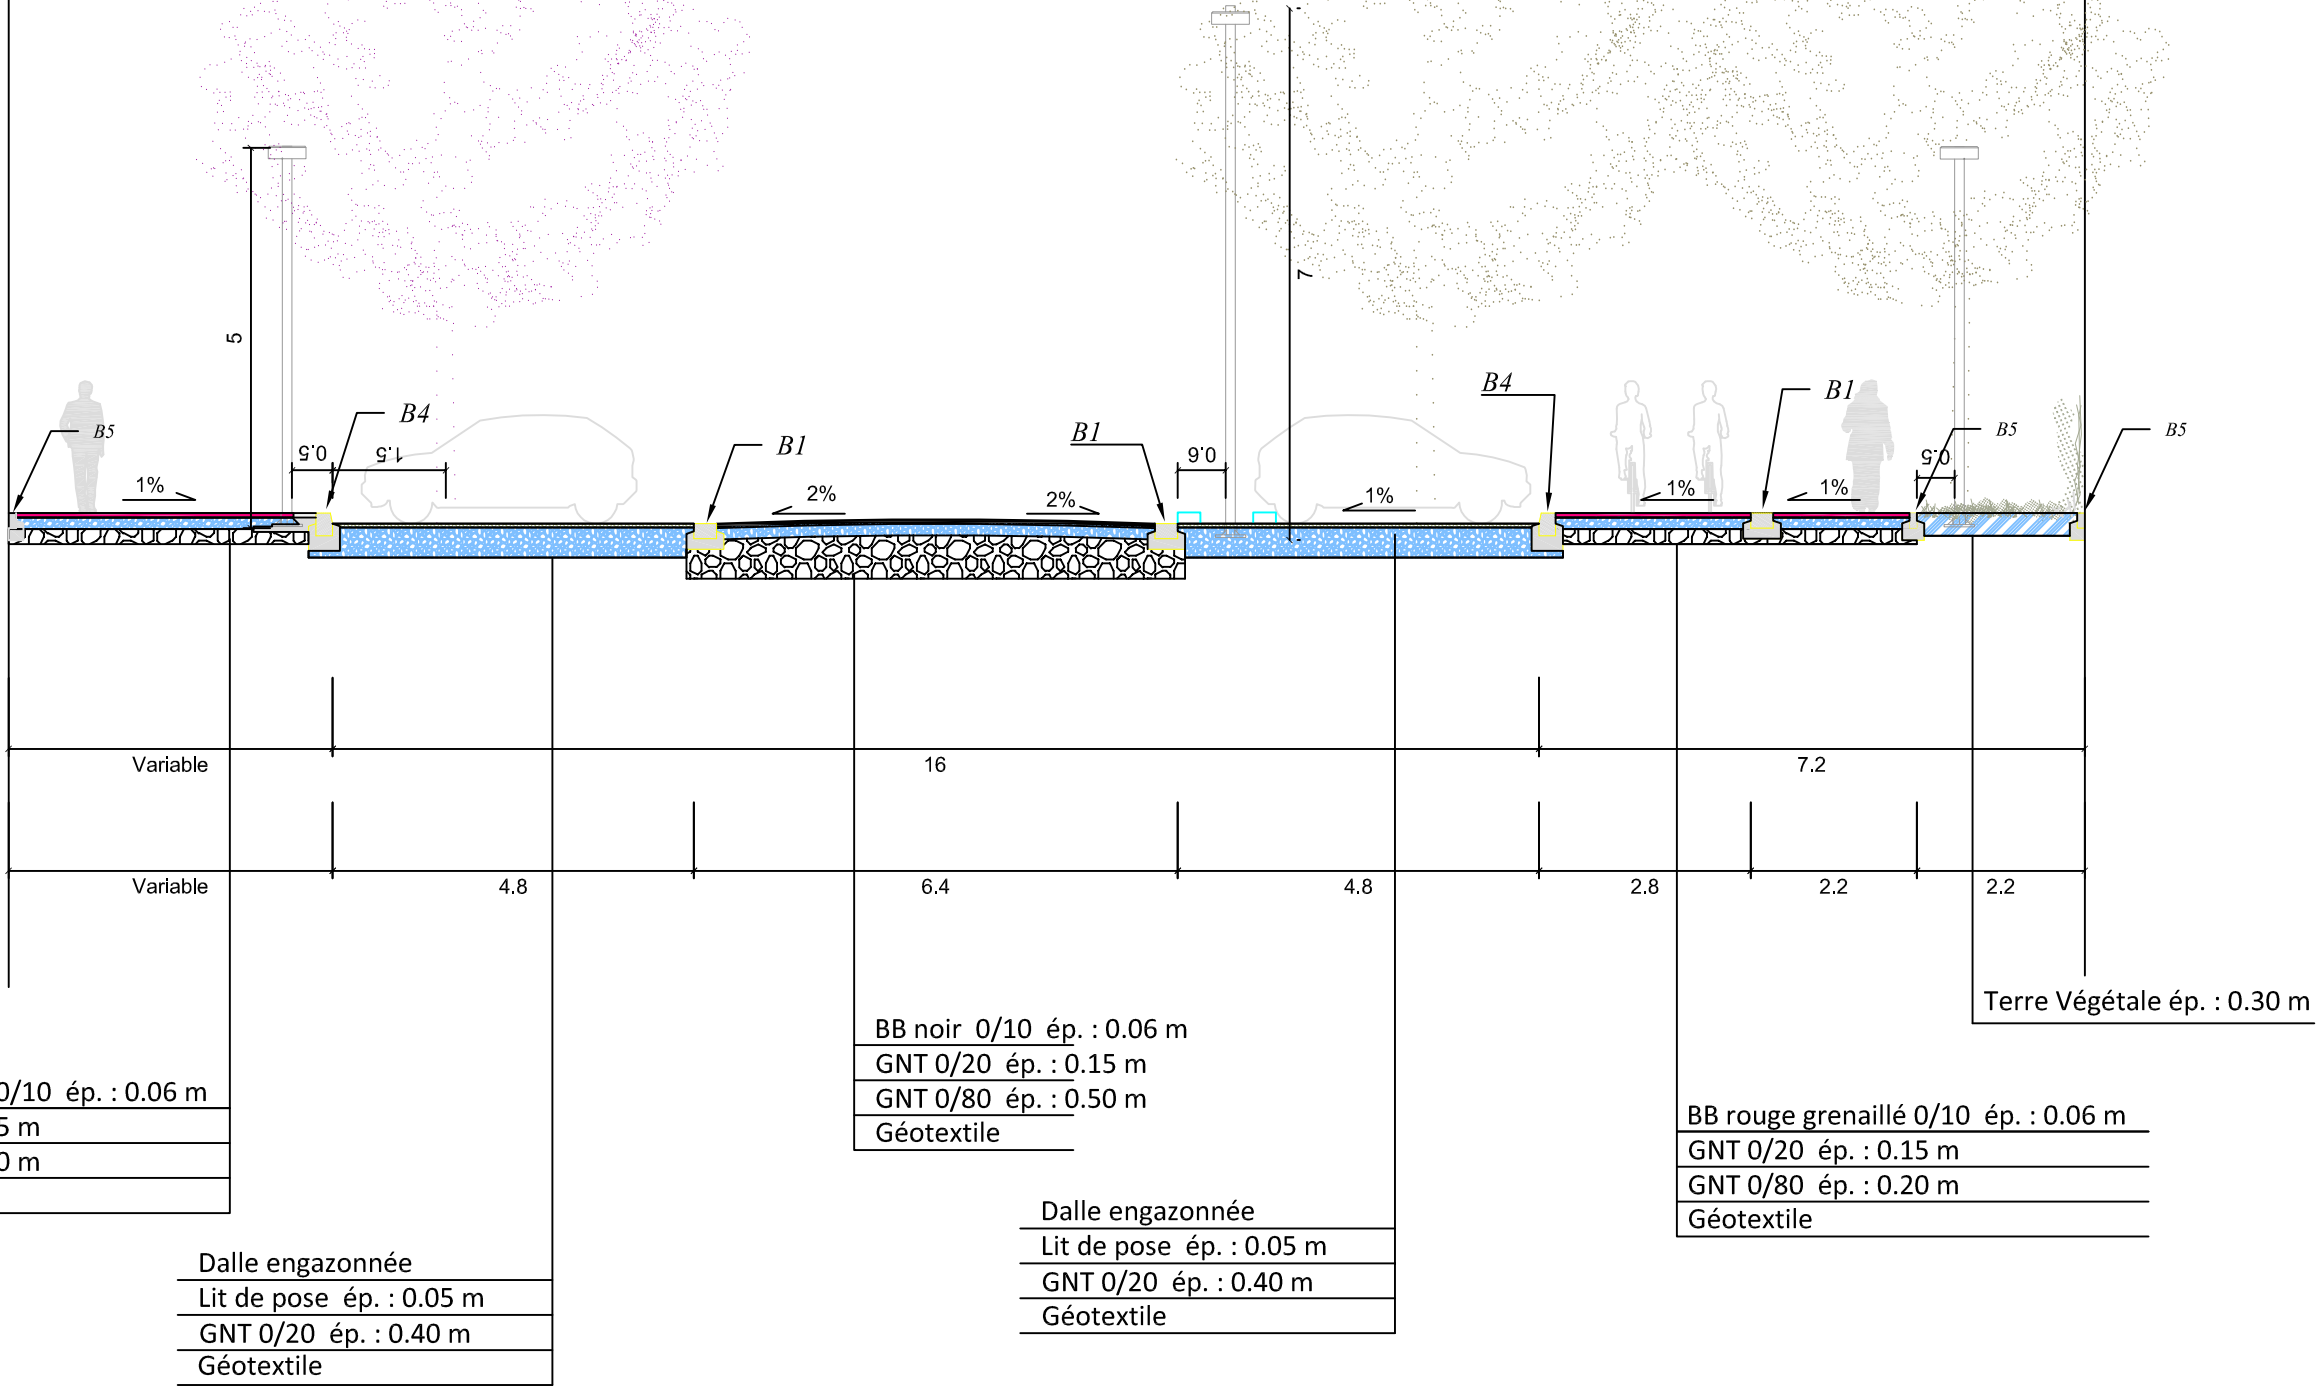 5
7
B5
B4
B1
B1
B4
B1
B5
B5
0.5
1.5
0.6
0.5
1%
2%
2%
1%
1%
1%
Variable
16
7.2
Variable
4.8
6.4
4.8
2.8
2.2
2.2
Terre Végétale ép. : 0.30 m
BB noir 0/10 ép. : 0.06 m
GNT 0/20 ép. : 0.15 m
GNT 0/80 ép. : 0.50 m
Géotextile
0/10 ép. : 0.06 m
5 m
0 m
BB rouge grenaillé 0/10 ép. : 0.06 m
GNT 0/20 ép. : 0.15 m
GNT 0/80 ép. : 0.20 m
Géotextile
Dalle engazonnée
Lit de pose ép. : 0.05 m
GNT 0/20 ép. : 0.40 m
Géotextile
Dalle engazonnée
Lit de pose ép. : 0.05 m
GNT 0/20 ép. : 0.40 m
Géotextile